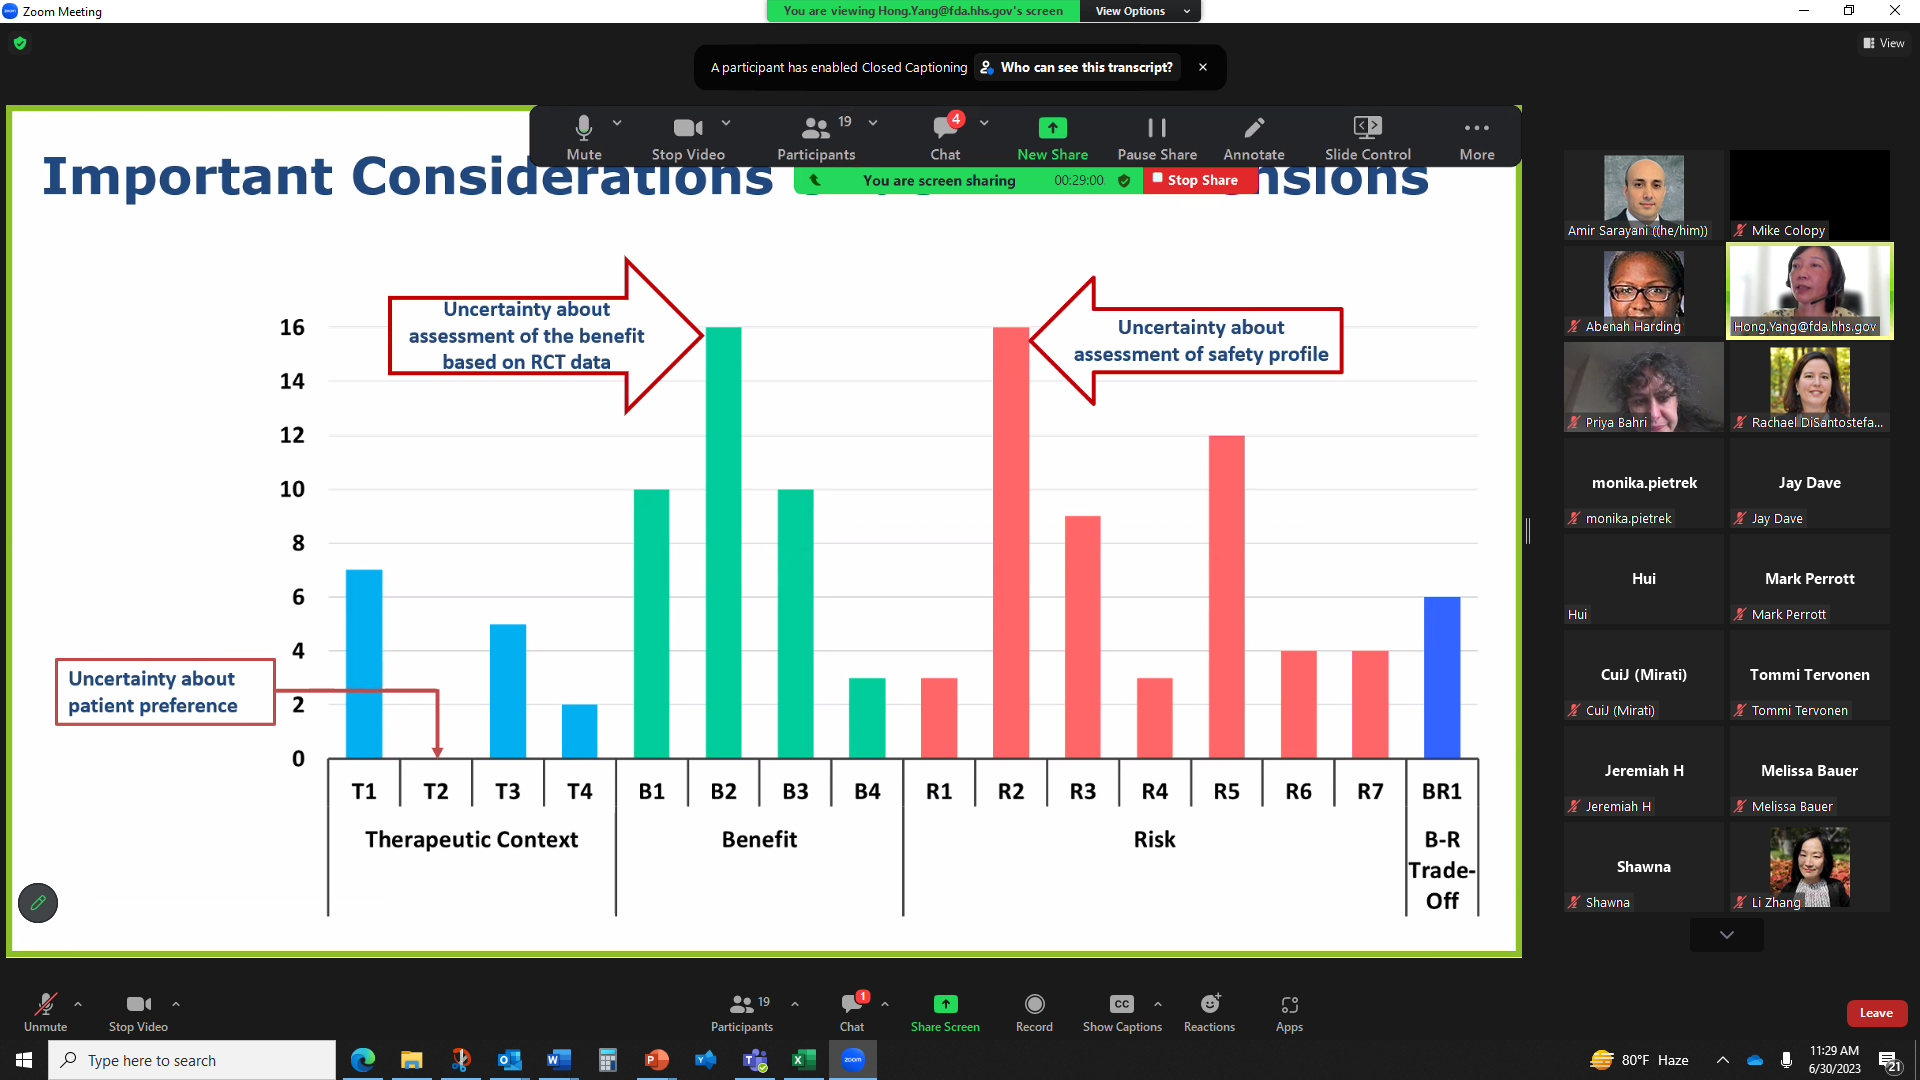 Zoom Meeting
You are viewing Hong.Yang@fda.hhs.gov's screen
View Options
View
A participant has enabled Closed Captioning
Who can see this transcript?
Mute
Stop Video
19
Participants
4
Chat
New Share
Pause Share
Annotate
Slide Control
More
You are screen sharing
00:29:00
Stop Share
Important Considerations
nsions
Uncertainty about
assessment of the benefit
based on RCT data
Uncertainty about
assessment of safety profile
Uncertainty about
patient preference
16
14
12
10
8
6
4
2
0
T1
T2
T3
T4
B1
B2
B3
B4
R1
R2
R3
R4
R5
R6
R7
BR1
Therapeutic Context
Benefit
Risk
B-R
Trade-
Off
Amir Sarayani ((he/him))
Mike Colopy
Abenah Harding
Hong.Yang@fda.hhs.gov
Priya Bahri
Rachael DiSantostefa...
monika.pietrek
monika.pietrek
Jay Dave
Jay Dave
Hui
Hui
Mark Perrott
Mark Perrott
CuiJ (Mirati)
CuiJ (Mirati)
Tommi Tervonen
Tommi Tervonen
Jeremiah H
Jeremiah H
Melissa Bauer
Melissa Bauer
Shawna
Shawna
Li Zhang
Unmute
Stop Video
19
Participants
1
Chat
Share Screen
Record
CC
Show Captions
Reactions
Apps
Leave
Type here to search
zoom
80°F Haze
11:29 AM
6/30/2023
21